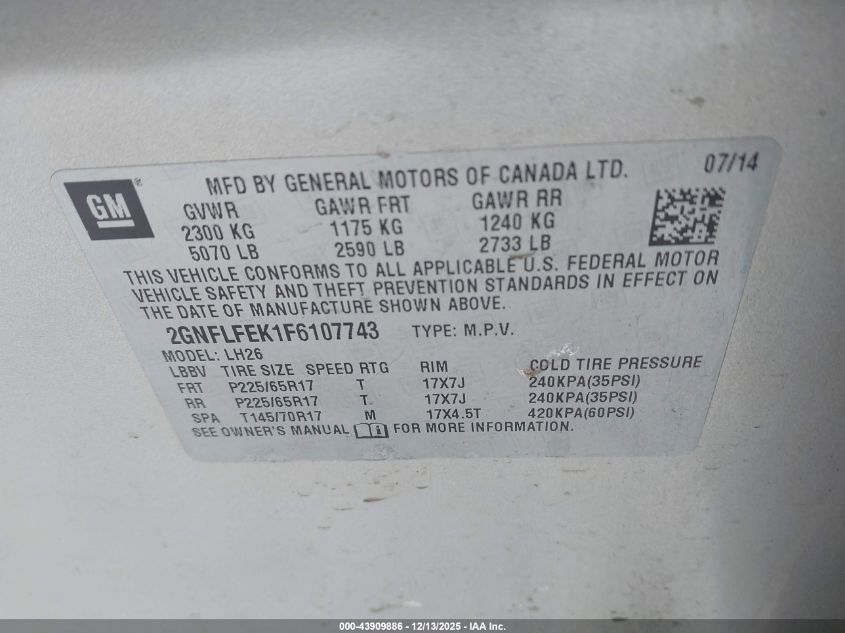 GM®
MFD BY GENERAL MOTORS OF CANADA LTD. 07/14
GVWR GAWR FRT GAWR RR
2300 KG 1175 KG 1240 KG
5070 LB 2590 LB 2733 LB
THIS VEHICLE CONFORMS TO ALL APPLICABLE U.S. FEDERAL MOTOR
VEHICLE SAFETY AND THEFT PREVENTION STANDARDS IN EFFECT ON
THE DATE OF MANUFACTURE SHOWN ABOVE.
2GNFLFEK1F6107743 TYPE: M.P.V.
MODEL: LH26
LBBV TIRE SIZE SPEED RTG RIM COLD TIRE PRESSURE
FRT P225/65R17 T 17X7J 240KPA(35PSI)
RR P225/65R17 T 17X7J 240KPA(35PSI)
SPA T145/70R17 M 17X4.5T 420KPA(60PSI)
SEE OWNER'S MANUAL FOR MORE INFORMATION.
000-43909886 - 12/13/2025 - IAA Inc.